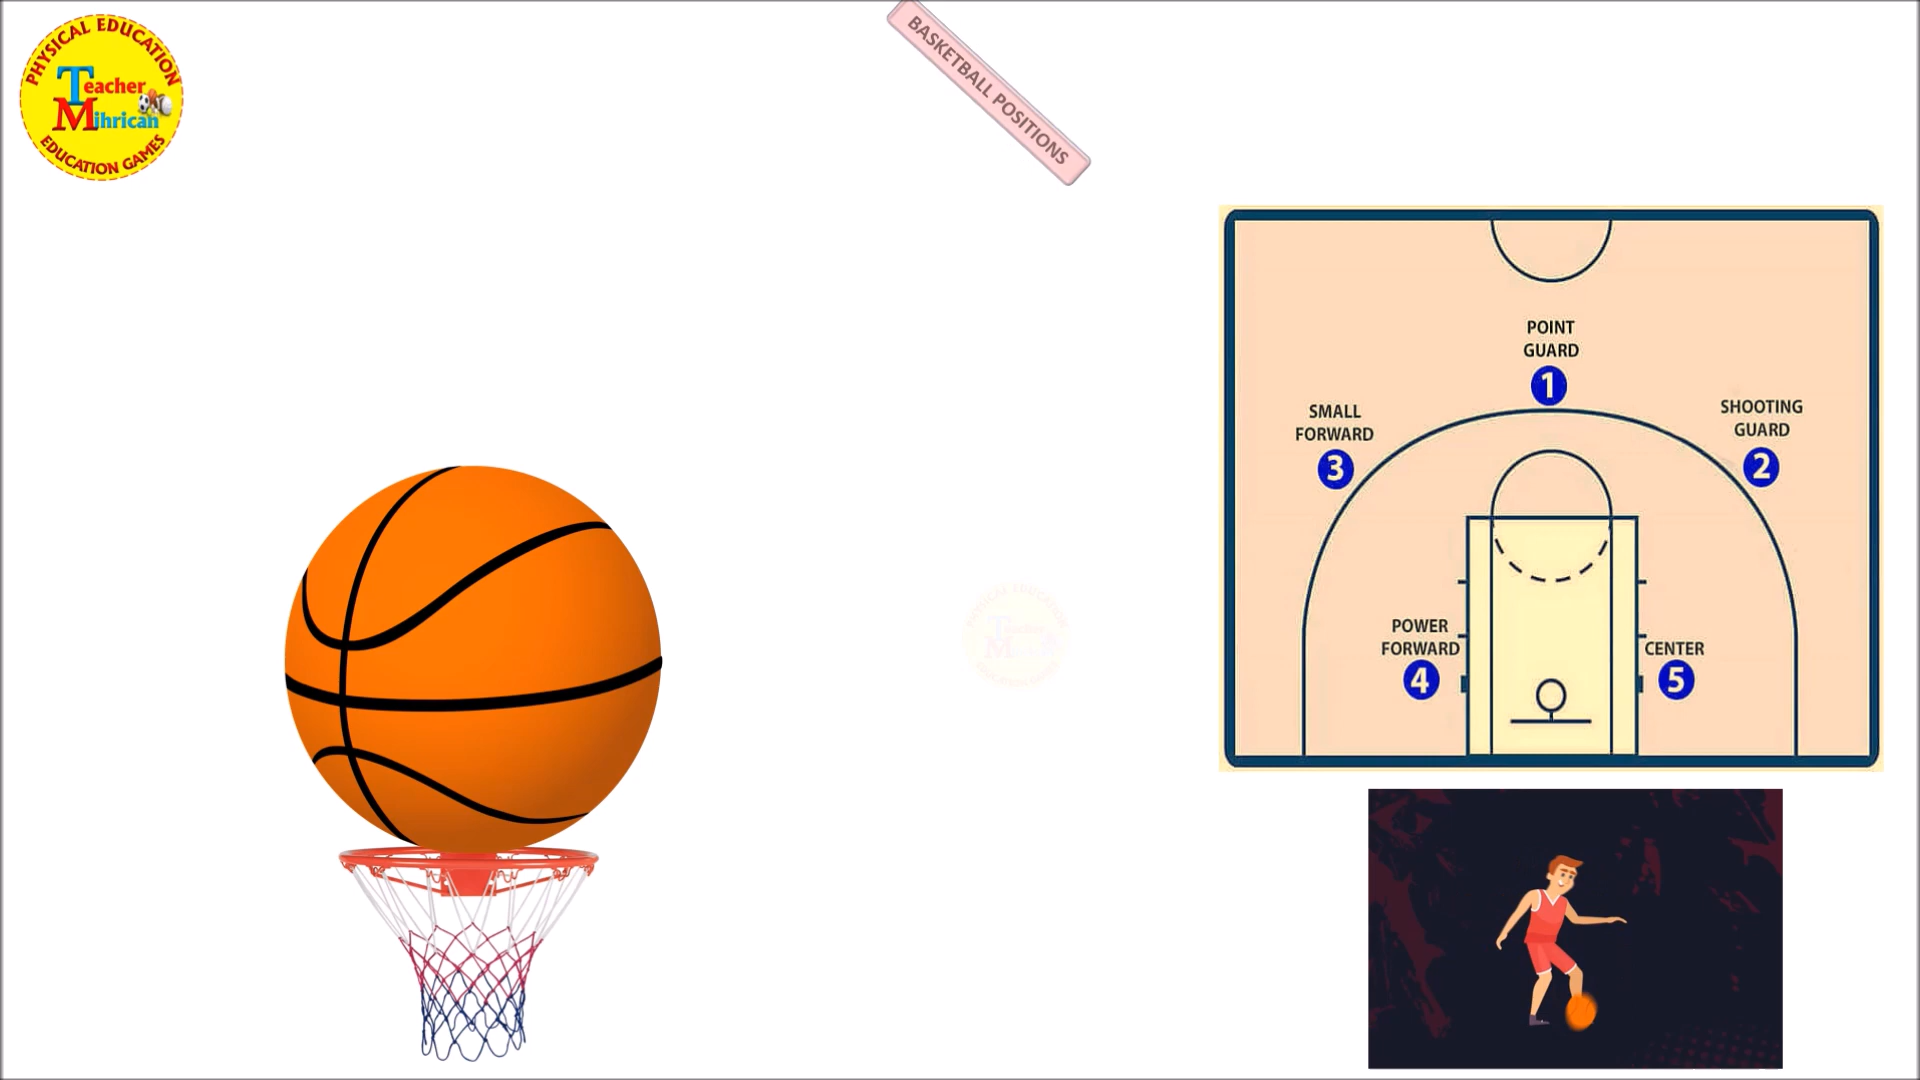 PHYSICAL EDUCATION
Teacher
Mihrican
EDUCATION GAMES
BASKETBALL POSITIONS
POINT
GUARD
1
SMALL
FORWARD
3
SHOOTING
GUARD
2
POWER
FORWARD
4
CENTER
5